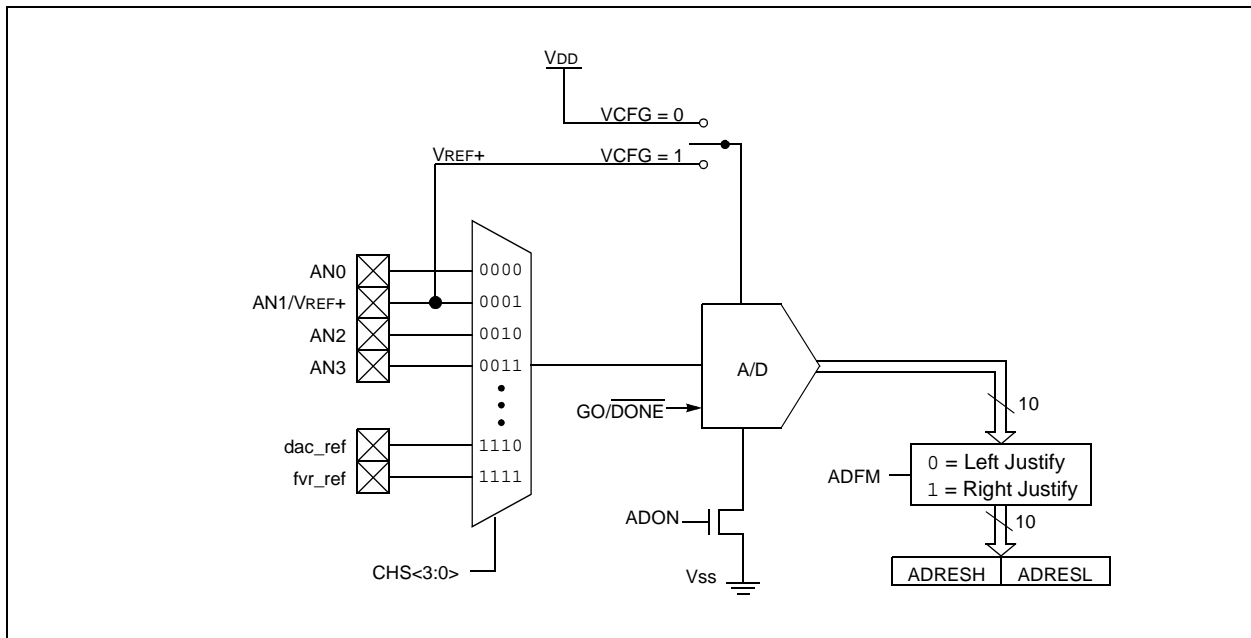 VDD
VCFG = 0
VREF+
VCFG = 1
AN0
0000
AN1/VREF+
0001
AN2
0010
AN3
0011
A/D
GO/DONE
10
dac_ref
1110
fvr_ref
1111
ADFM
0 = Left Justify
1 = Right Justify
ADON
10
CHS<3:0>
Vss
ADRESH
ADRESL